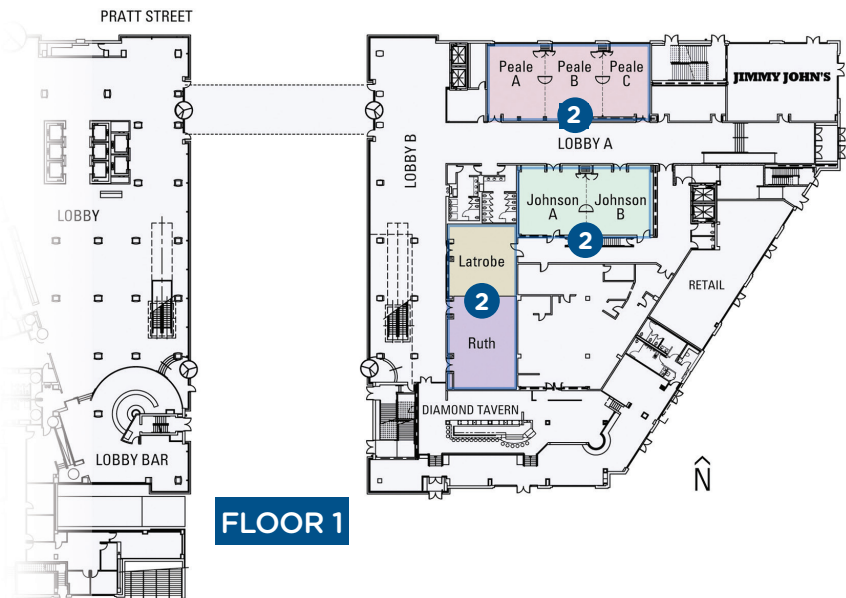 PRATT STREET
LOBBY
LOBBY BAR
LOBBY B
Peale
A
Peale
B
Peale
C
2
JIMMY JOHN'S
LOBBY A
Johnson
A
Johnson
B
2
Latrobe
2
Ruth
RETAIL
DIAMOND TAVERN
N
FLOOR 1